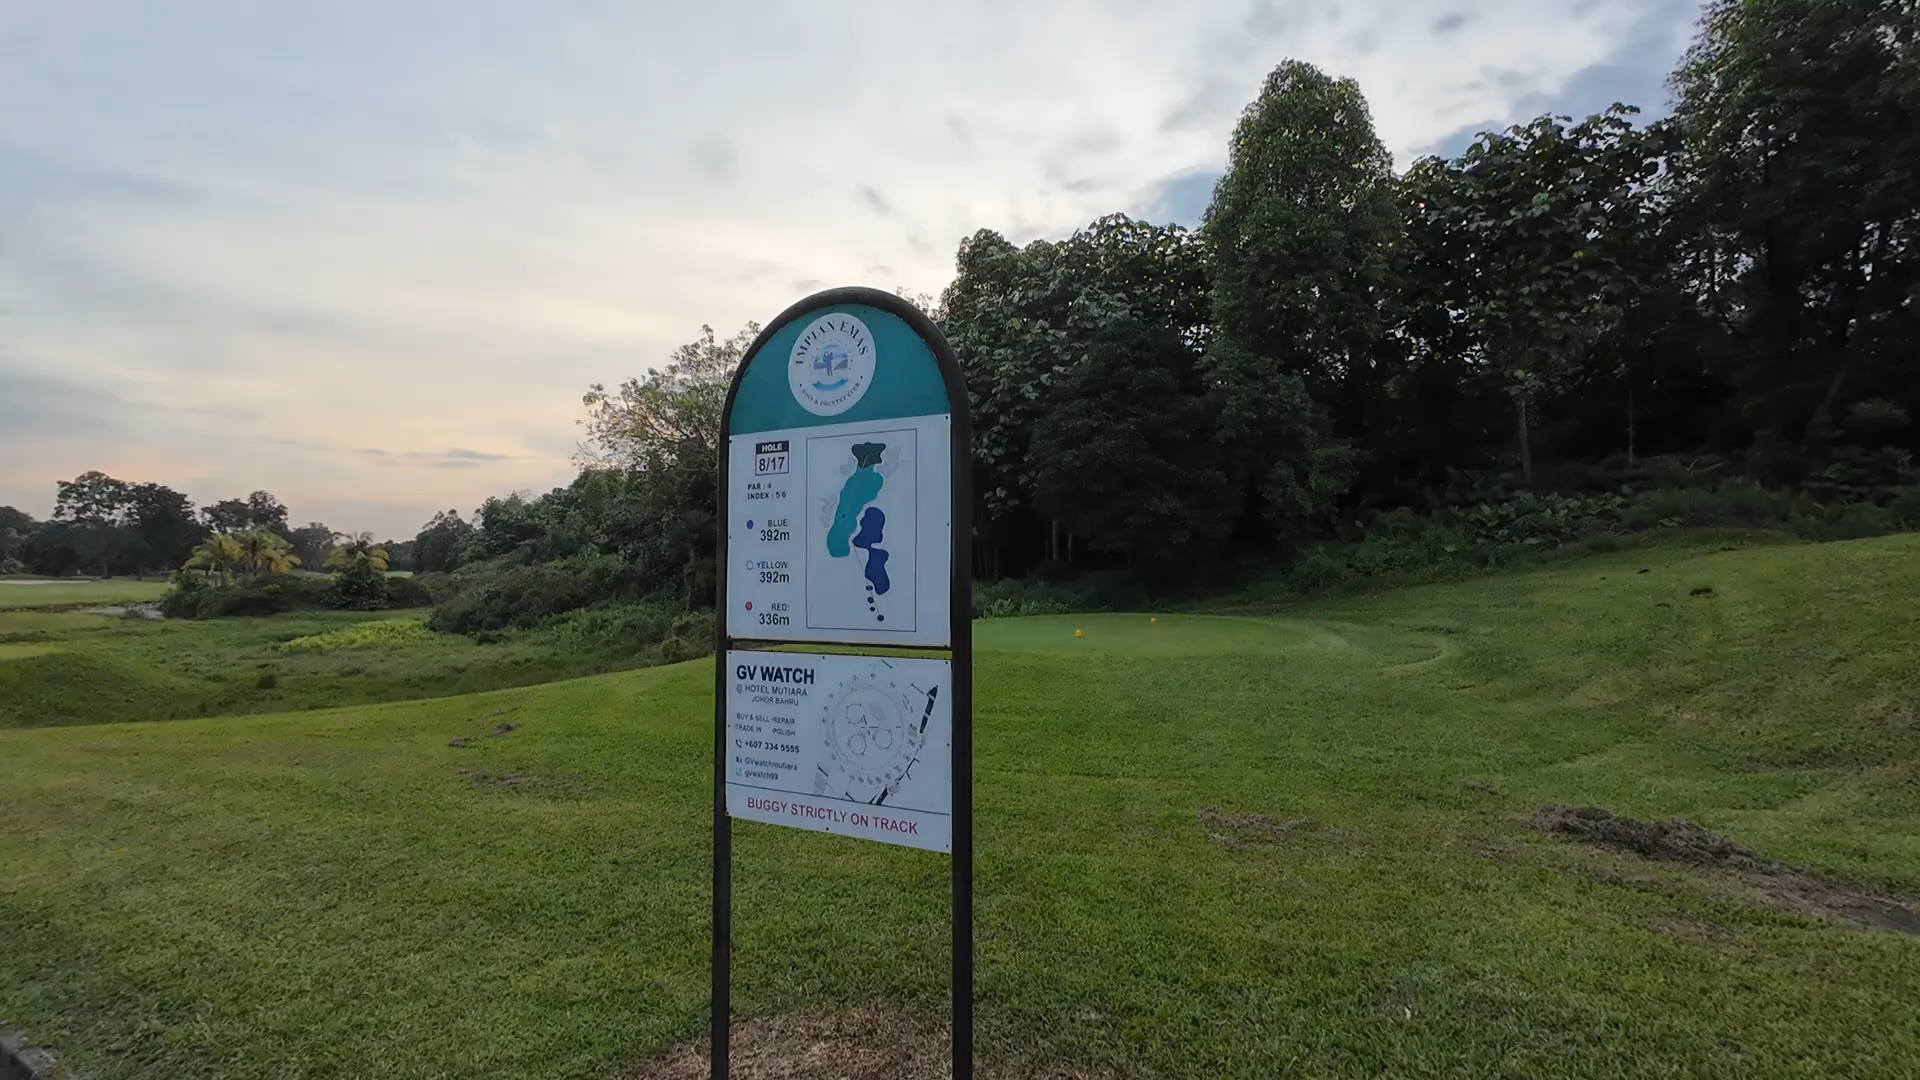 IMPIAN EMAS
GOLF & COUNTRY CLUB
HOLE
8/17
PAR : 4
INDEX : 5/6
BLUE:
392m
YELLOW:
392m
RED:
336m
GV WATCH
@ HOTEL MUTIARA
JOHOR BAHRU
BUY & SELL ·REPAIR
·TRADE IN ·POLISH
+607 334 5555
GVwatchmutiara
gvwatch99
BUGGY STRICTLY ON TRACK